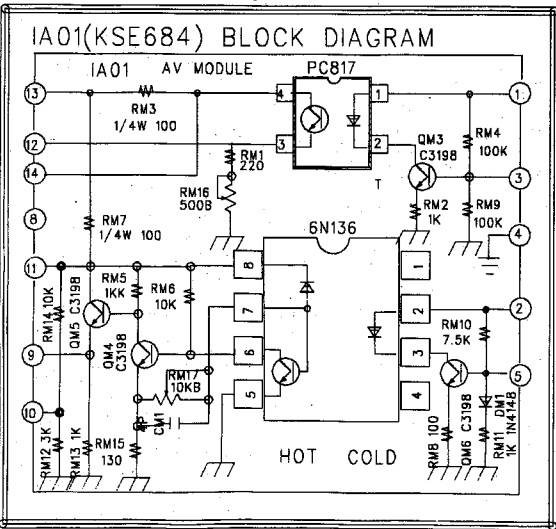 IA01(KSE684) BLOCK DIAGRAM
IA01 AV MODULE
PC817
13
RM3
1/4W 100
4
1
1
12
3
2
QM3
C3198
RM4
100K
RM1
220
14
3
RM16
500B
T
RM2
1K
RM9
100K
8
RM7
1/4W 100
6N136
4
11
8
1
RM5
1KK
RM6
10K
RM14 10K
QM5 C3198
7
2
2
RM10
7.5K
QM4
C3198
9
6
3
5
RM17
10KB
CM1
5
4
10
RM12 3K
RM13 1K
RM15
130
HOT COLD
RM8 100
QM6 C3198
RM11 DM1
1K 1N4148